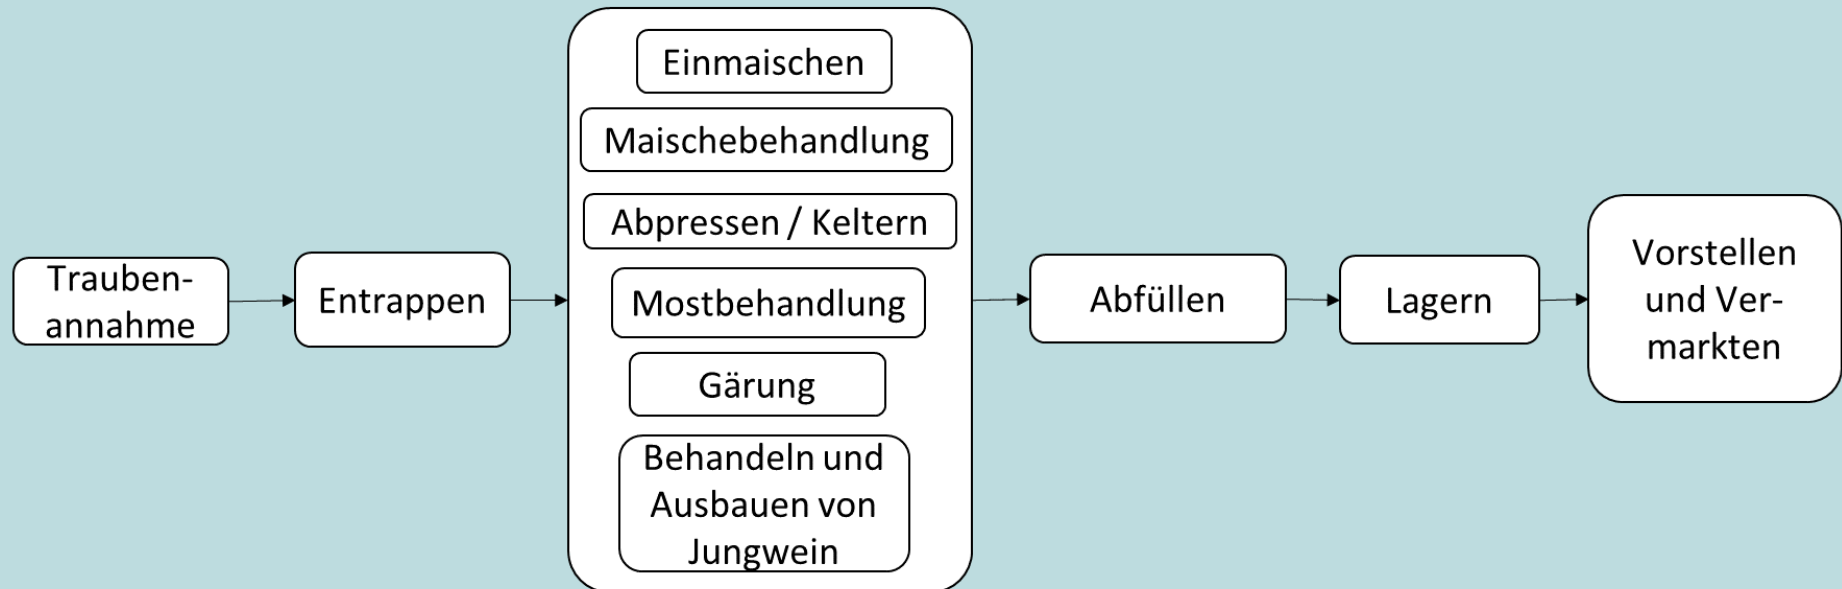 Trauben-
annahme
Entrappen
Einmaischen
Maischebehandlung
Abpressen / Keltern
Mostbehandlung
Gärung
Behandeln und
Ausbauen von
Jungwein
Abfüllen
Lagern
Vorstellen
und Ver-
markten